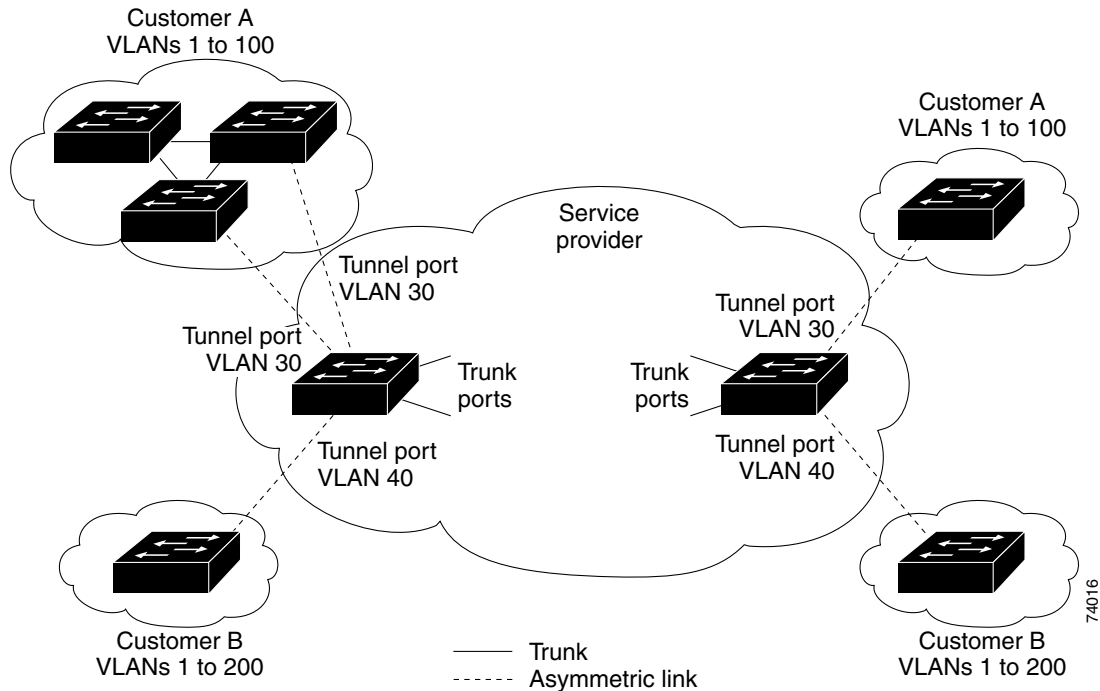 Customer A
VLANs 1 to 100
Customer A
VLANs 1 to 100
Service
provider
Tunnel port
VLAN 30
Tunnel port
VLAN 30
Tunnel port
VLAN 30
Trunk
ports
Trunk
ports
Tunnel port
VLAN 40
Tunnel port
VLAN 40
Customer B
VLANs 1 to 200
Customer B
VLANs 1 to 200
74016
Trunk
Asymmetric link